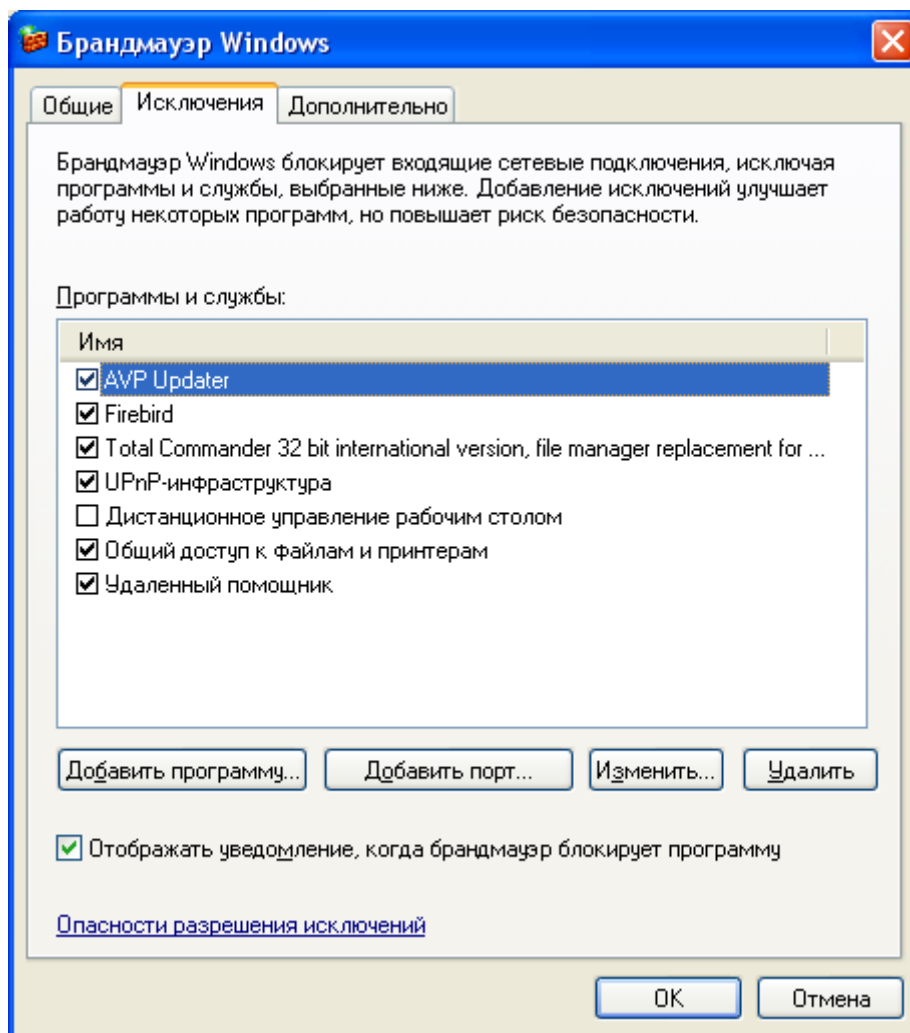 Брандмауэр Windows
Общие Исключения Дополнительно
Брандмауэр Windows блокирует входящие сетевые подключения, исключая
программы и службы, выбранные ниже. Добавление исключений улучшает
работу некоторых программ, но повышает риск безопасности.
Программы и службы:
Имя
AVP Updater
Firebird
Total Commander 32 bit international version, file manager replacement for ...
UPnP-инфраструктура
Дистанционное управление рабочим столом
Общий доступ к файлам и принтерам
Удаленный помощник
Добавить программу... Добавить порт... Изменить... Удалить
Отображать уведомление, когда брандмауэр блокирует программу
Опасности разрешения исключений
OK Отмена